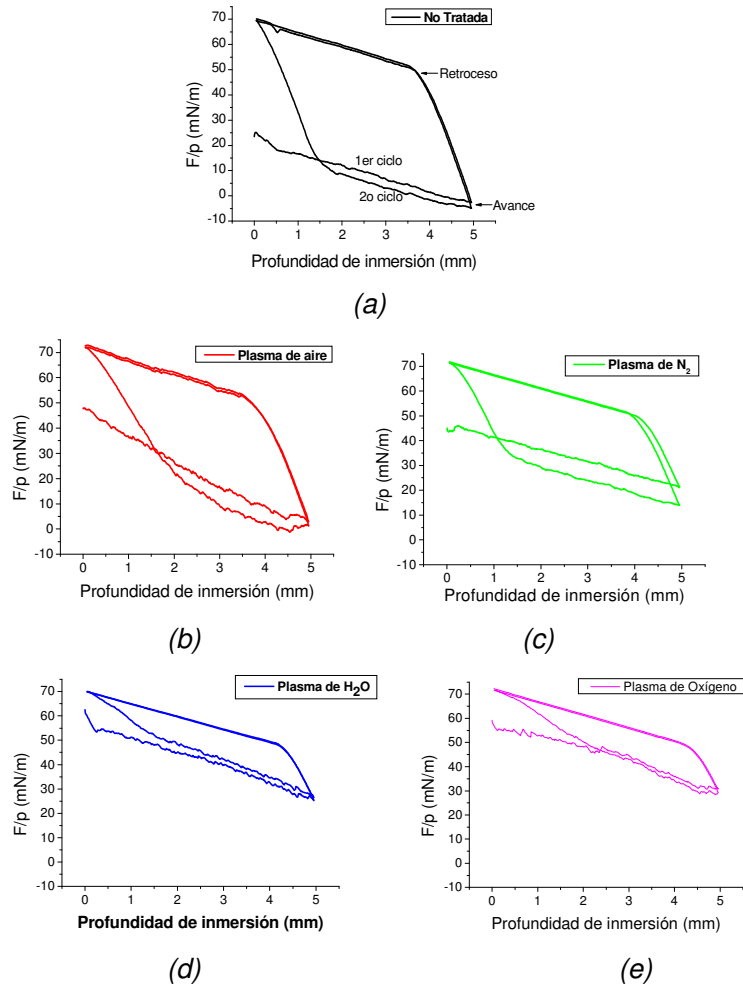 No Tratada
70
60
50
40
30
20
10
0
-10
F/p (mN/m)
Retroceso
1er ciclo
2o ciclo
Avance
0 1 2 3 4 5
Profundidad de inmersión (mm)
(a)
Plasma de aire
70
60
50
40
30
20
10
0
-10
F/p (mN/m)
0 1 2 3 4 5
Profundidad de inmersión (mm)
(b)
Plasma de N2
70
60
50
40
30
20
10
0
-10
F/p (mN/m)
0 1 2 3 4 5
Profundidad de inmersión (mm)
(c)
Plasma de H2O
70
60
50
40
30
20
10
0
-10
F/p (mN/m)
0 1 2 3 4 5
Profundidad de inmersión (mm)
(d)
Plasma de Oxígeno
70
60
50
40
30
20
10
0
-10
F/p (mN/m)
0 1 2 3 4 5
Profundidad de inmersión (mm)
(e)